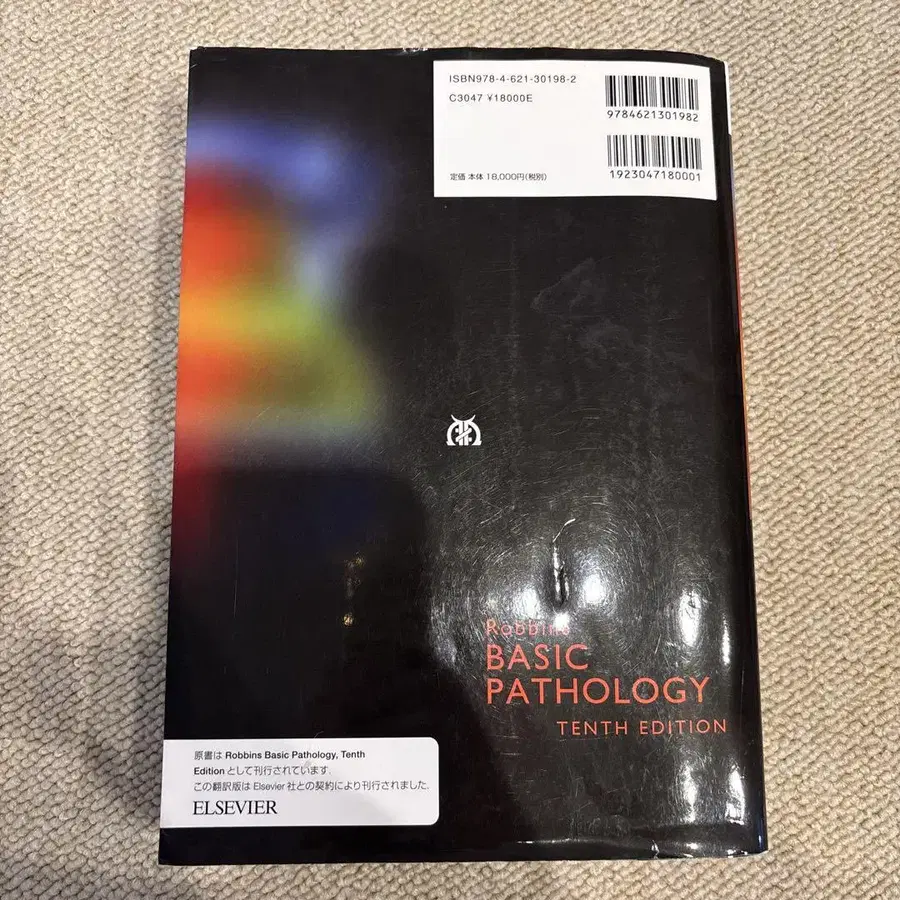 ISBN978-4-621-30198-2
C3047 ¥18000E
定価 本体 18,000円(税別)
9784621301982
1923047180001
Robbins
BASIC
PATHOLOGY
TENTH EDITION
原書は Robbins Basic Pathology, Tenth
Edition として刊行されています.
この翻訳版は Elsevier 社との契約により刊行されました.
ELSEVIER